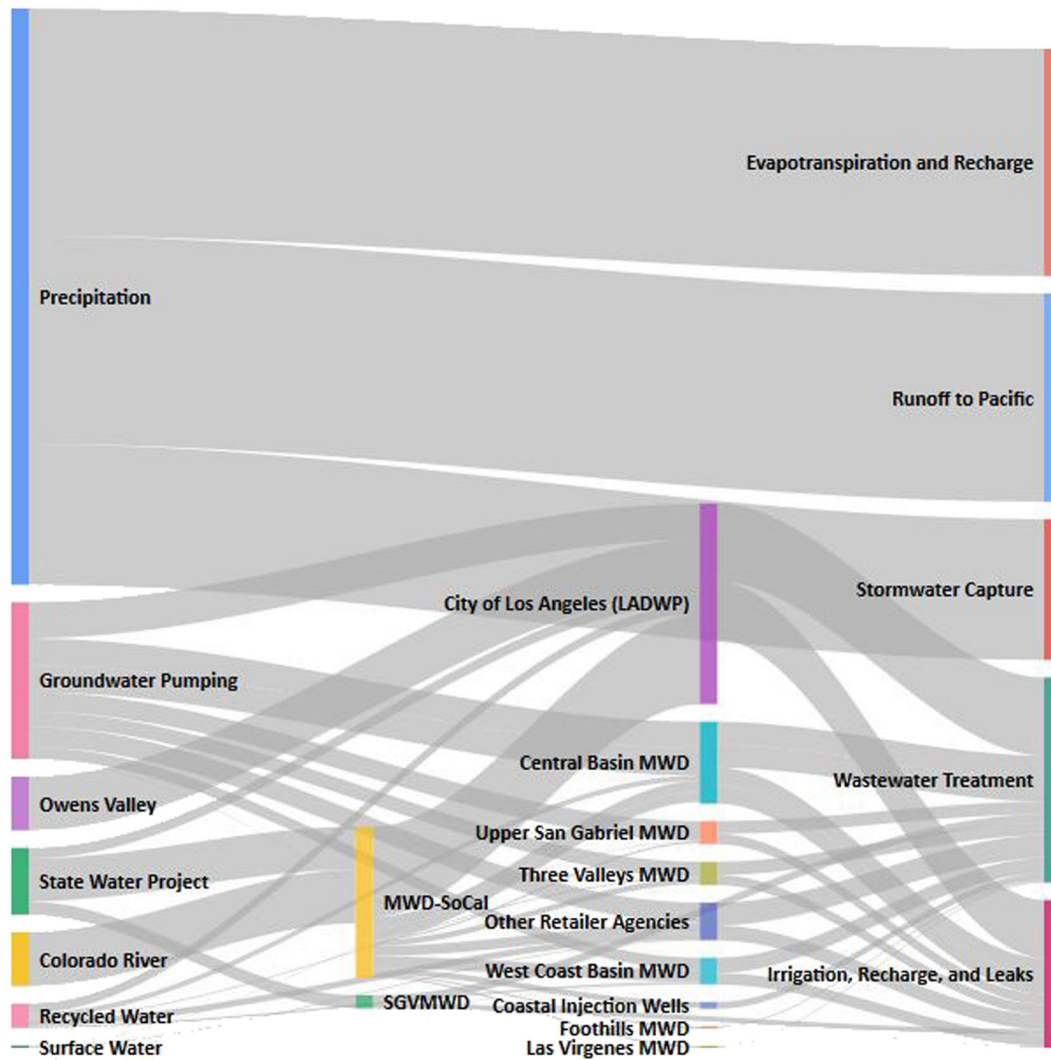 Evapotranspiration and Recharge
Precipitation
Runoff to Pacific
Stormwater Capture
City of Los Angeles (LADWP)
Groundwater Pumping
Central Basin MWD
Wastewater Treatment
Owens Valley
Upper San Gabriel MWD
Three Valleys MWD
State Water Project
MWD-SoCal
Other Retailer Agencies
Colorado River
West Coast Basin MWD
Irrigation, Recharge, and Leaks
SGVMWD
Coastal Injection Wells
Recycled Water
Foothills MWD
Surface Water
Las Virgenes MWD